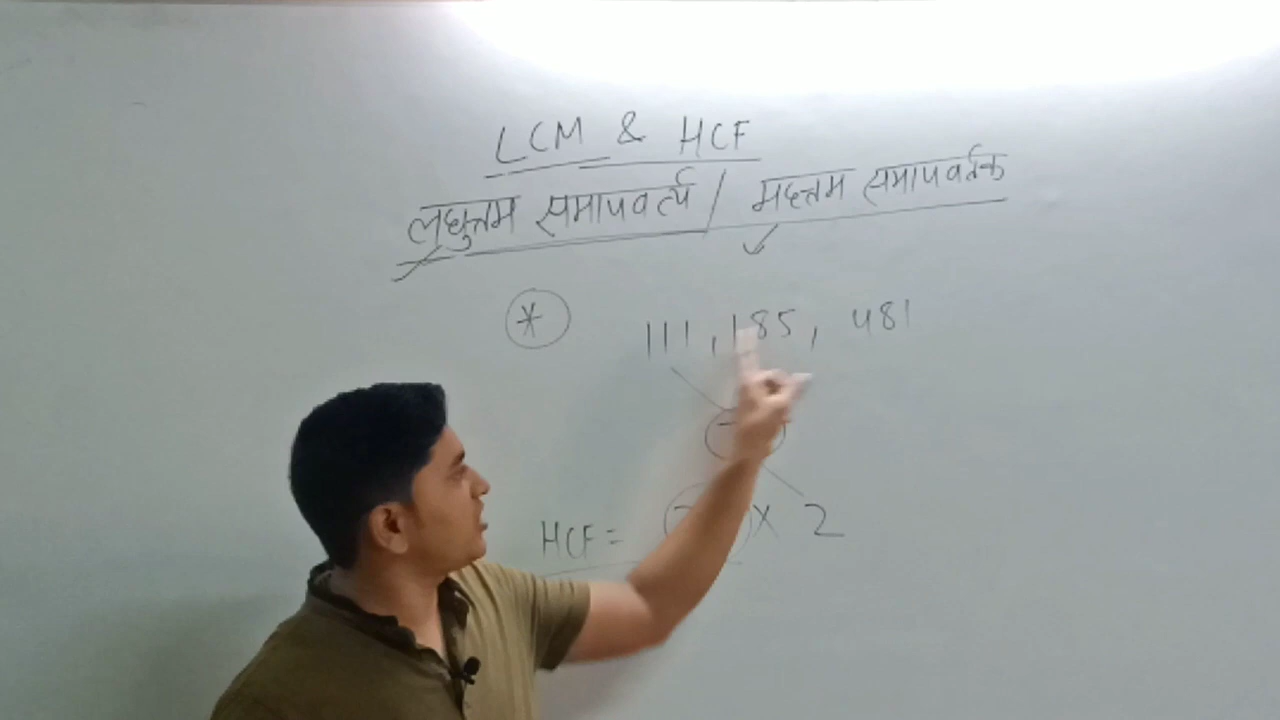 LCM & HCF
लघुत्तम समापवर्त्य / महत्तम समापवर्तक
* 111, 185, 481
HCF = X 2